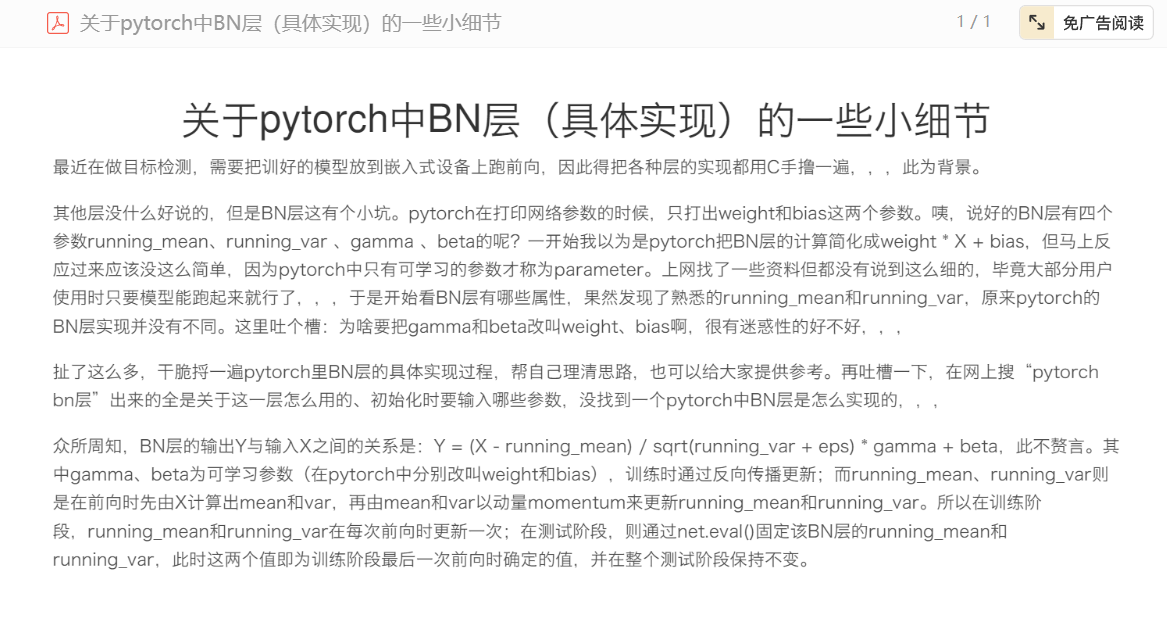 关于pytorch中BN层（具体实现）的一些小细节
1 / 1
免广告阅读
关于pytorch中BN层（具体实现）的一些小细节
最近在做目标检测，需要把训好的模型放到嵌入式设备上跑前向，因此得把各种层的实现都用C手撸一遍，，，此为背景。
其他层没什么好说的，但是BN层这有个小坑。pytorch在打印网络参数的时候，只打出weight和bias这两个参数。咦，说好的BN层有四个
参数running_mean、running_var 、gamma 、beta的呢？一开始我以为是pytorch把BN层的计算简化成weight * X + bias，但马上反
应过来应该没这么简单，因为pytorch中只有可学习的参数才称为parameter。上网找了一些资料但都没有说到这么细的，毕竟大部分用户
使用时只要模型能跑起来就行了，，，于是开始看BN层有哪些属性，果然发现了熟悉的running_mean和running_var，原来pytorch的
BN层实现并没有不同。这里吐个槽：为啥要把gamma和beta改叫weight、bias啊，很有迷惑性的好不好，，，
扯了这么多，干脆捋一遍pytorch里BN层的具体实现过程，帮自己理清思路，也可以给大家提供参考。再吐槽一下，在网上搜“pytorch
bn层”出来的全是关于这一层怎么用的、初始化时要输入哪些参数，没找到一个pytorch中BN层是怎么实现的，，，
众所周知，BN层的输出Y与输入X之间的关系是：Y = (X - running_mean) / sqrt(running_var + eps) * gamma + beta，此不赘言。其
中gamma、beta为可学习参数（在pytorch中分别改叫weight和bias），训练时通过反向传播更新；而running_mean、running_var则
是在前向时先由X计算出mean和var，再由mean和var以动量momentum来更新running_mean和running_var。所以在训练阶
段，running_mean和running_var在每次前向时更新一次；在测试阶段，则通过net.eval()固定该BN层的running_mean和
running_var，此时这两个值即为训练阶段最后一次前向时确定的值，并在整个测试阶段保持不变。